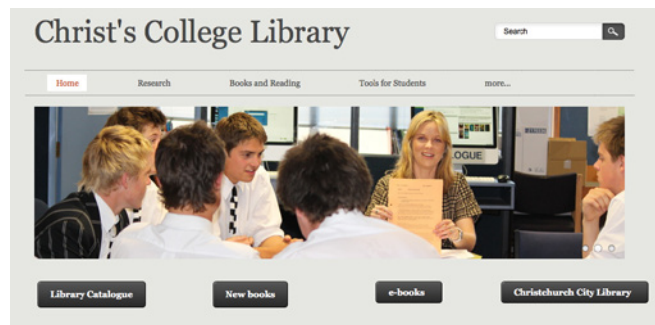 Christ's College Library
Search
Home Research Books and Reading Tools for Students more...
LOGUE
Library Catalogue New books e-books Christchurch City Library